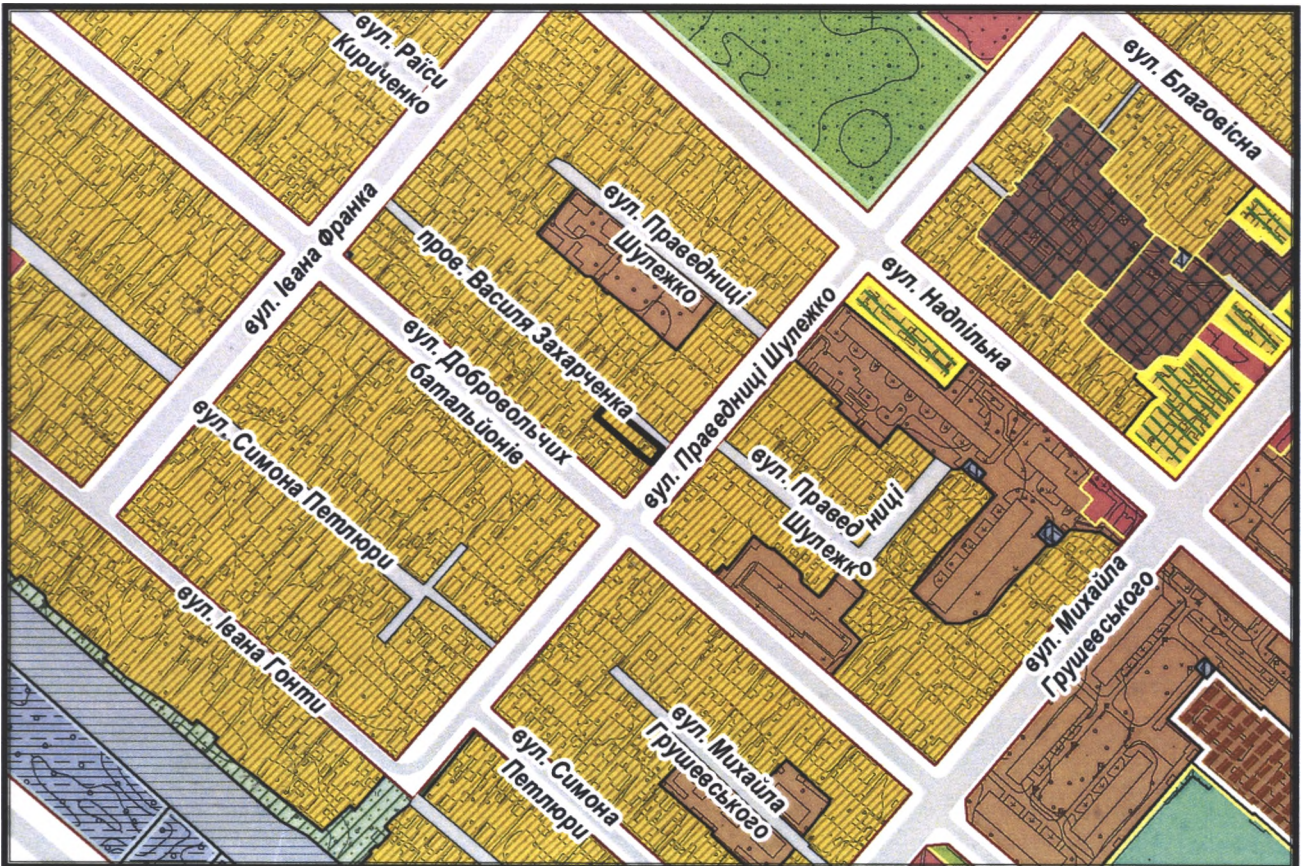 вул. Раїси
Кириченко
вул. Благовісна
вул. Івана Франка
вул. Праведниці
Шулежко
пров. Василя Захарченка
вул. Надпільна
вул. Праведниці Шулежко
вул. Добровольчих
батальйонів
вул. Симона Петлюри
вул. Праведниці
Шулежко
вул. Івана Гонти
вул. Михайла
Грушевського
вул. Михайла
Грушевського
вул. Симона
Петлюри